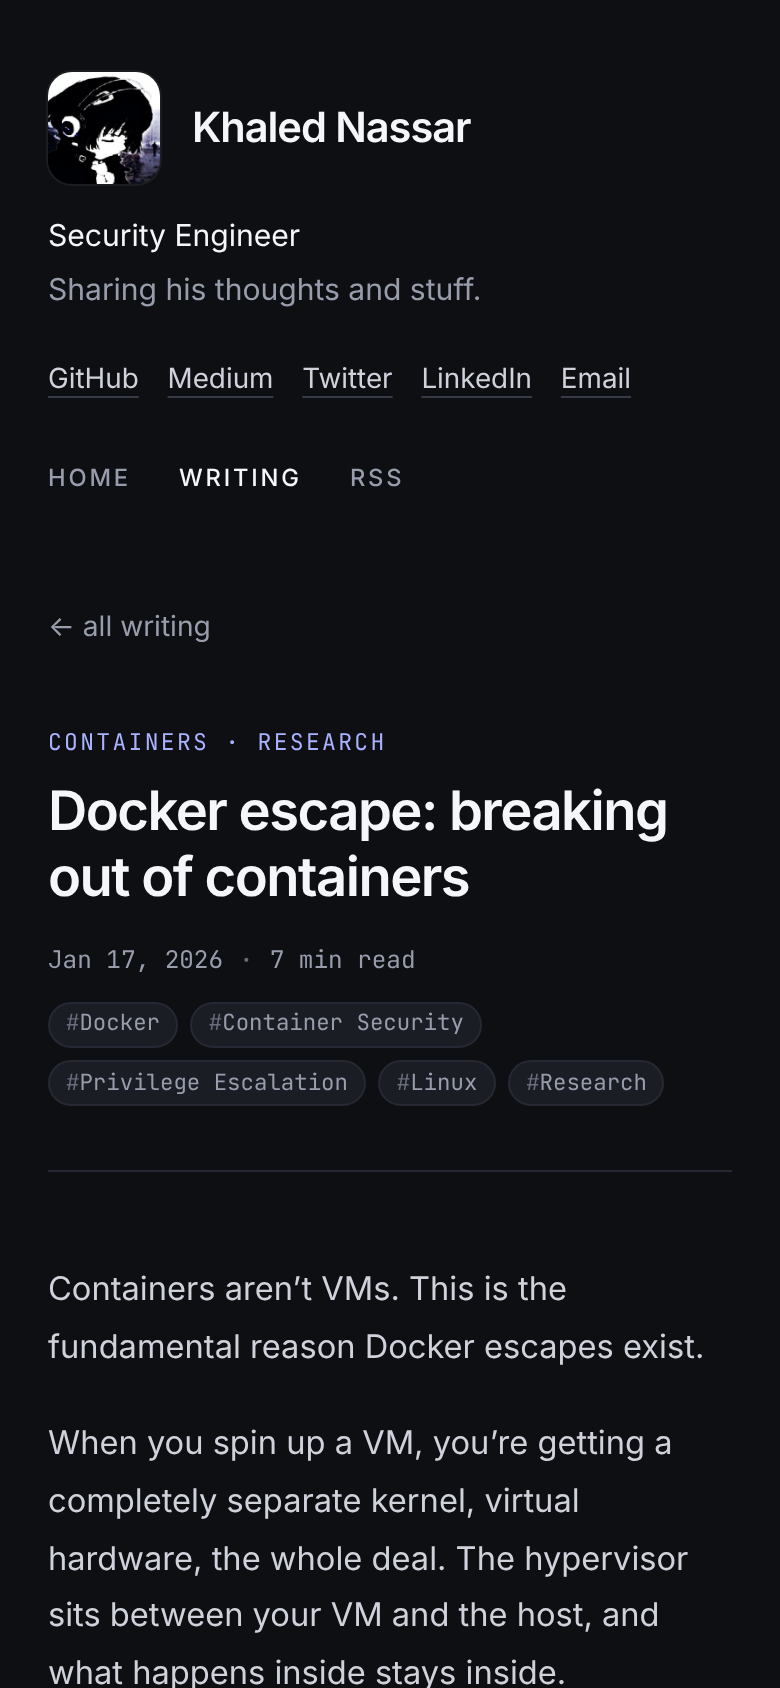 Khaled Nassar
Security Engineer
Sharing his thoughts and stuff.
GitHub Medium Twitter LinkedIn Email
HOME WRITING RSS
← all writing
CONTAINERS · RESEARCH
Docker escape: breaking
out of containers
Jan 17, 2026 · 7 min read
#Docker #Container Security
#Privilege Escalation #Linux #Research
Containers aren’t VMs. This is the
fundamental reason Docker escapes exist.
When you spin up a VM, you’re getting a
completely separate kernel, virtual
hardware, the whole deal. The hypervisor
sits between your VM and the host, and
what happens inside stays inside.